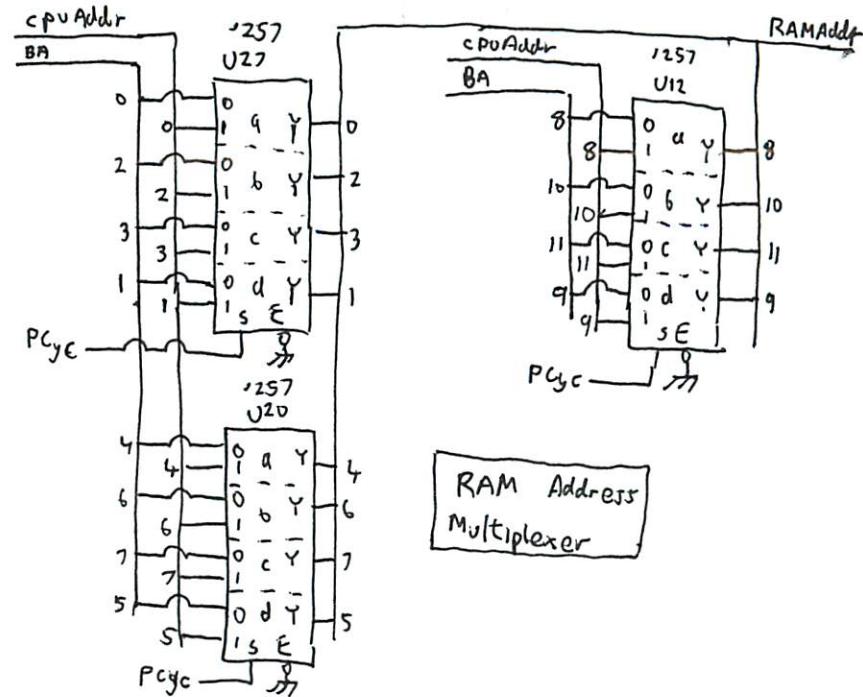 cpuAddr
BA
'257
U27
0 0
0 1 a Y 0
2 0
2 1 b Y 2
3 0
3 1 c Y 3
1 0
1 1 d Y 1
S E
PCyc
'257
U20
4 0
4 1 a Y 4
6 0
6 1 b Y 6
7 0
7 1 c Y 7
5 0 d Y 5
5 1 S E
PCyc
RAMAddr
cpuAddr
BA
'257
U12
8 0
8 1 a Y 8
10 0
10 1 b Y 10
11 0
11 1 c Y 11
9 0 d Y 9
9 1 S E
PCyc
RAM Address
Multiplexer